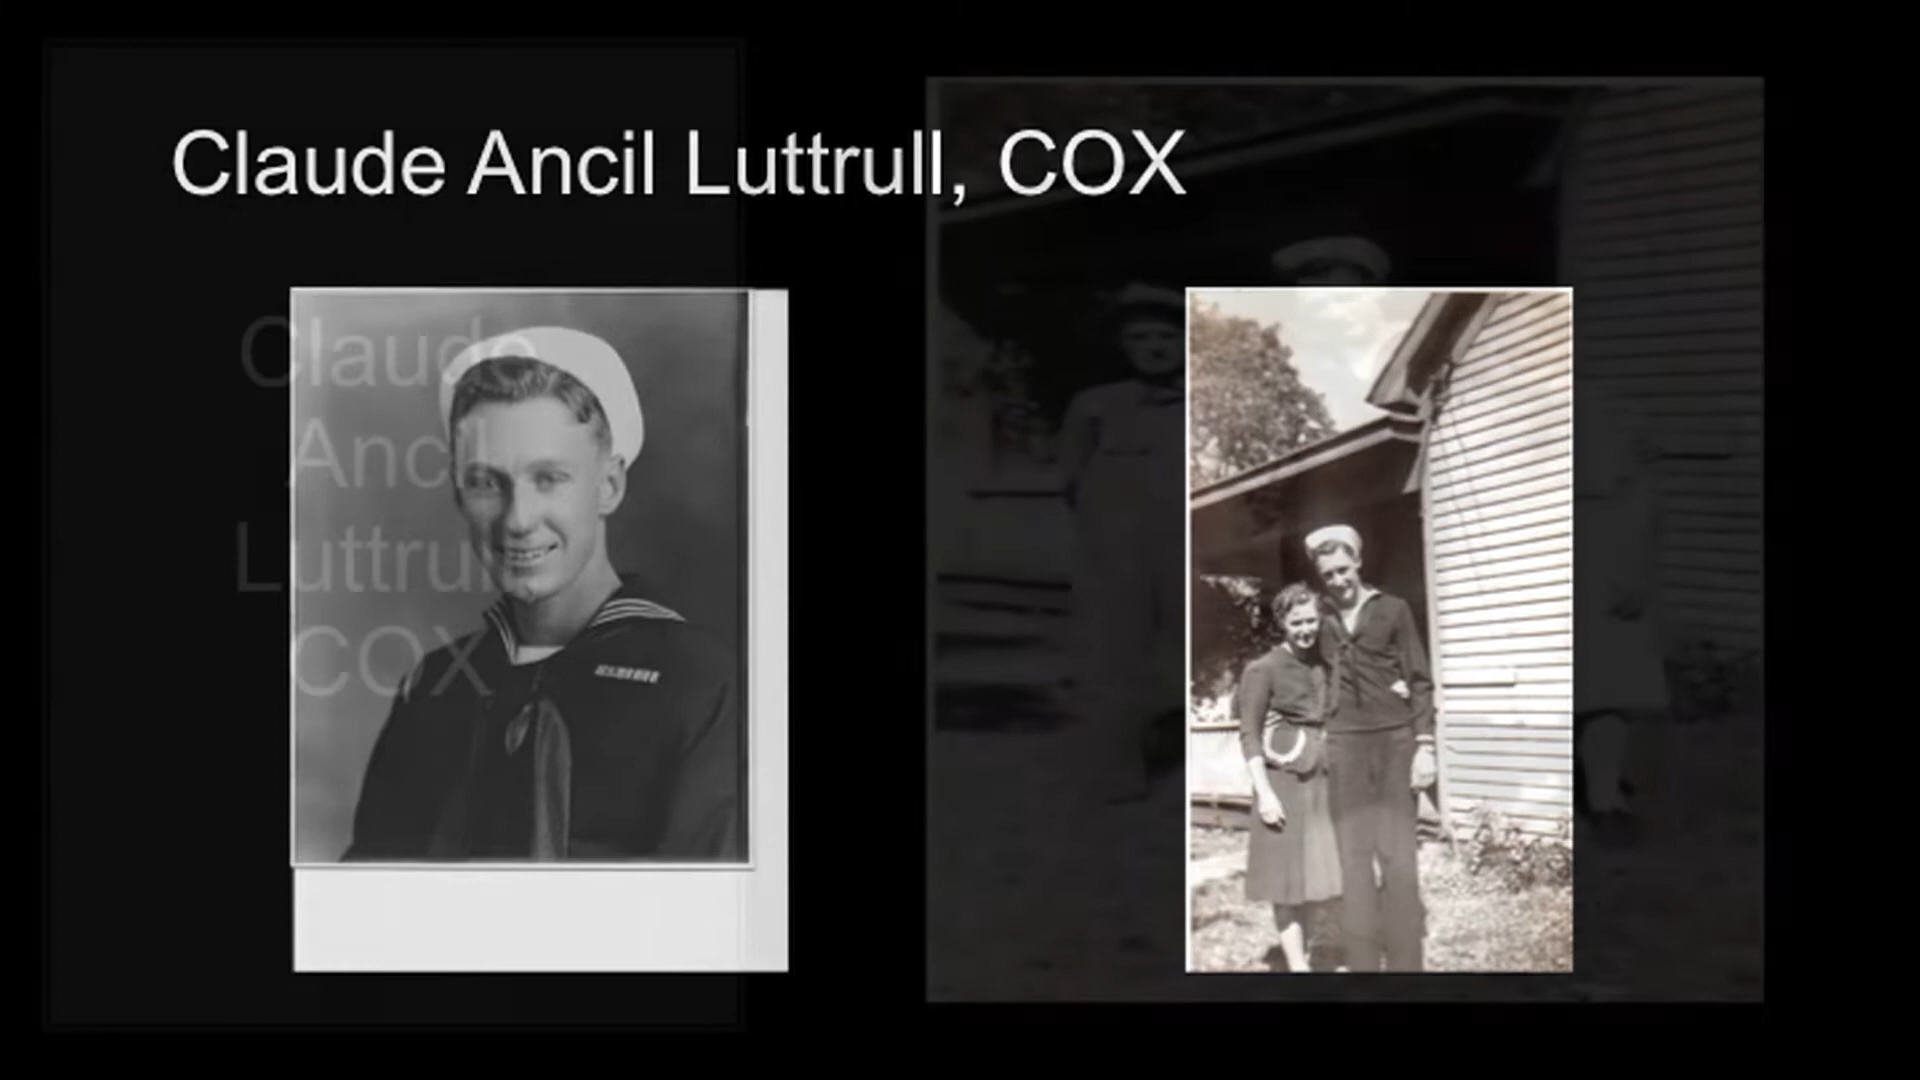 Claude Ancil Luttrull, COX
Claude
Ancil
Luttrull
COX